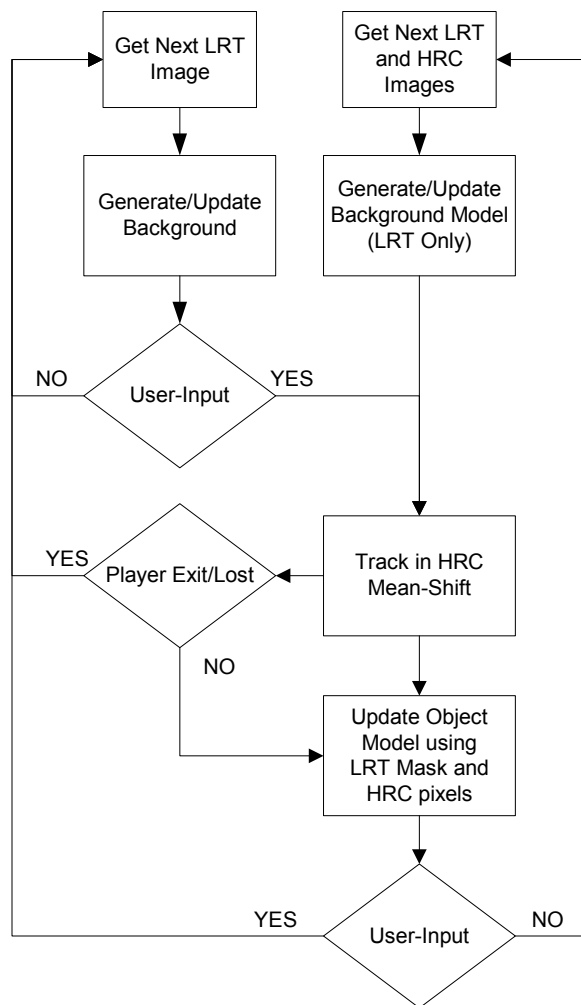 Get Next LRT
Image
Get Next LRT
and HRC
Images
Generate/Update
Background
Generate/Update
Background Model
(LRT Only)
NO
User-Input
YES
YES
Player Exit/Lost
NO
Track in HRC
Mean-Shift
Update Object
Model using
LRT Mask and
HRC pixels
YES
User-Input
NO